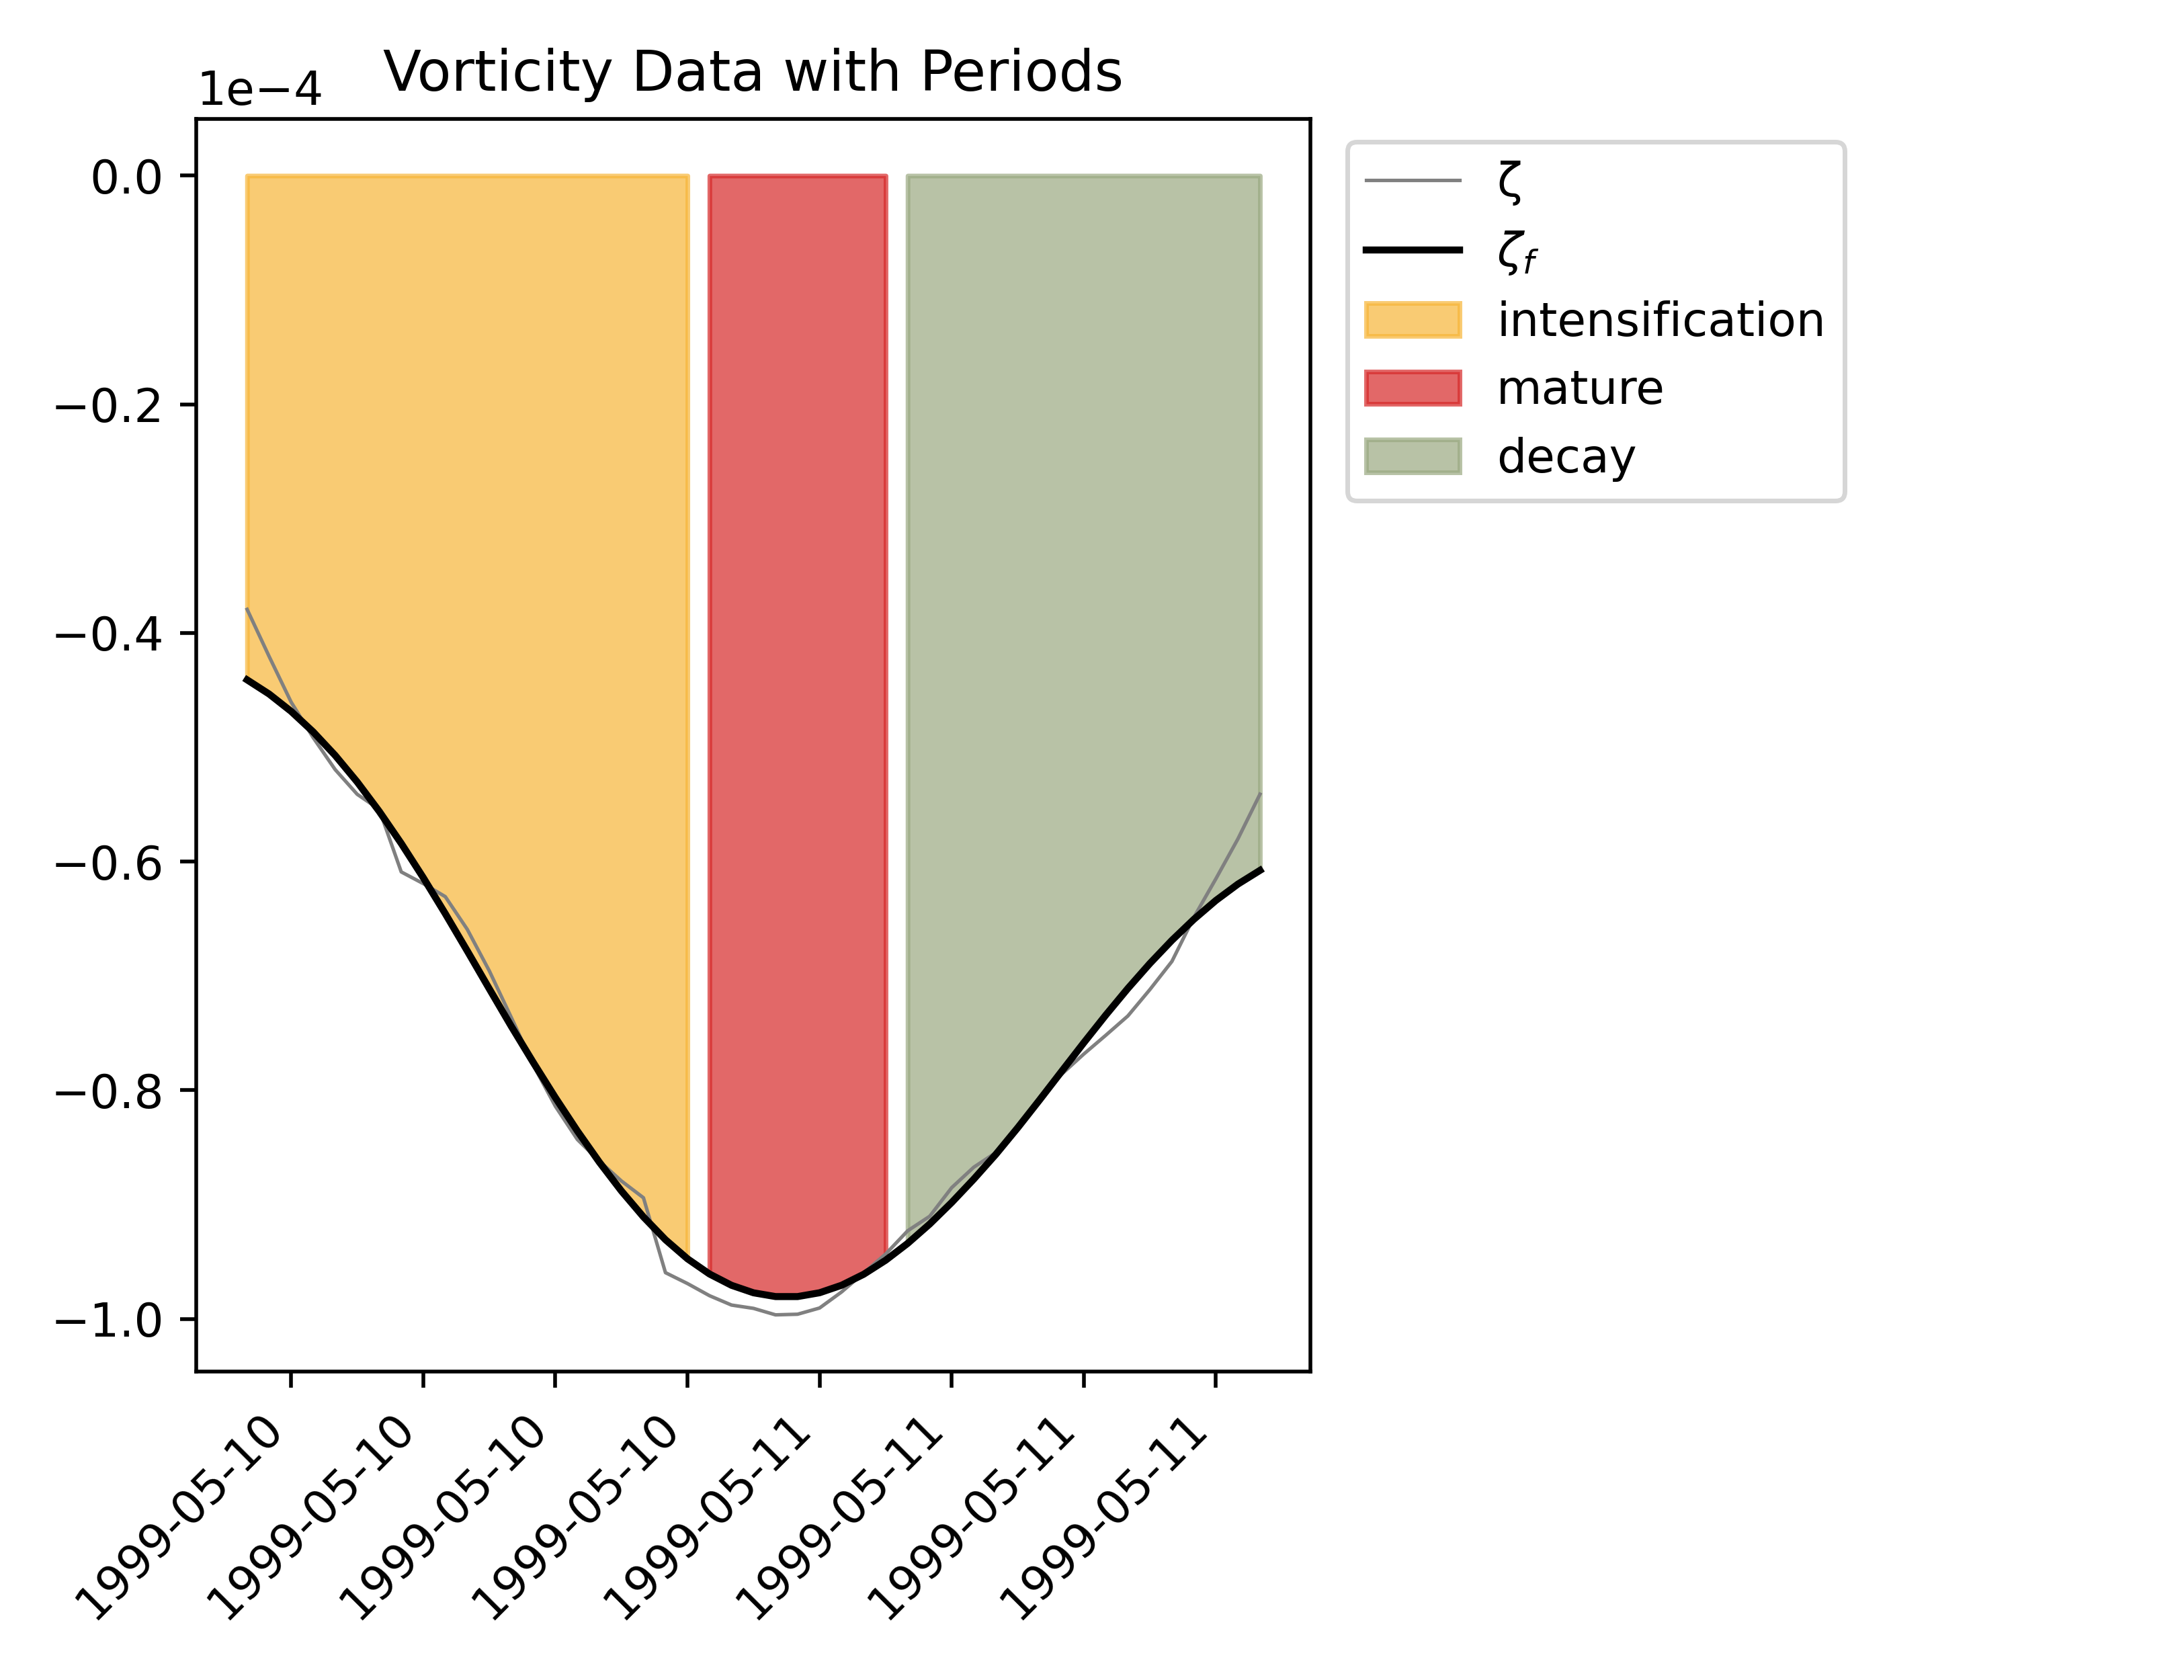 Vorticity Data with Periods
1e−4
0.0
−0.2
−0.4
−0.6
−0.8
−1.0
1999-05-10
1999-05-10
1999-05-10
1999-05-10
1999-05-11
1999-05-11
1999-05-11
1999-05-11
ζ
ζf
intensification
mature
decay